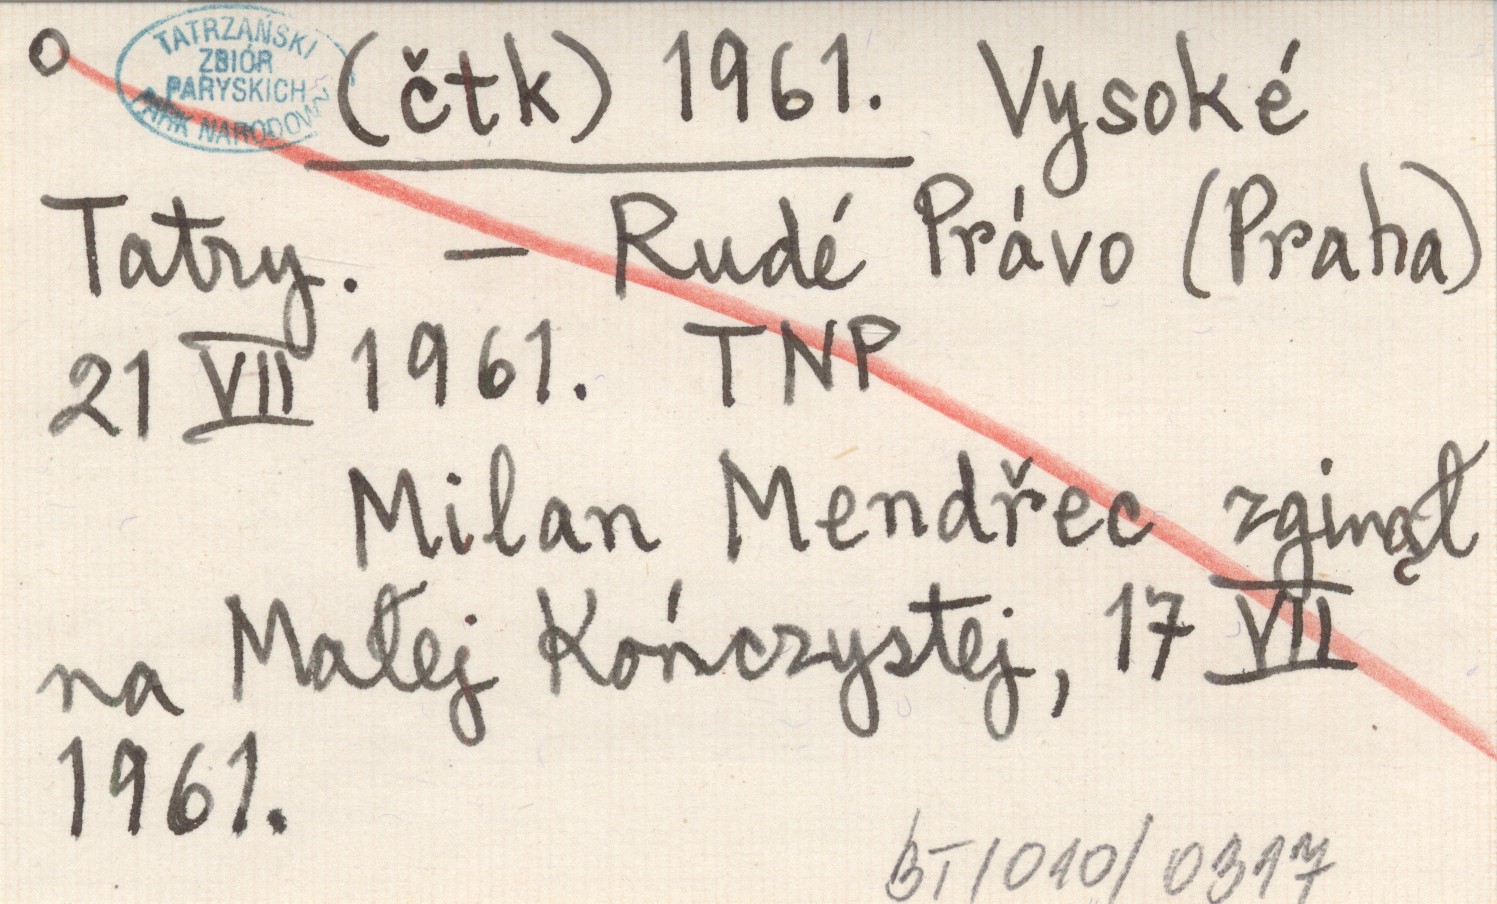 o
TATRZAŃSKI
ZBIÓR
PARYSKICH
PARK NARODOWY
(čtk) 1961. Vysoké
Tatry. — Rudé Právo (Praha)
21 VII 1961. TNP
Milan Mendřec zginął
na Małej Kończystej, 17 VII
1961.
BT/010/0317